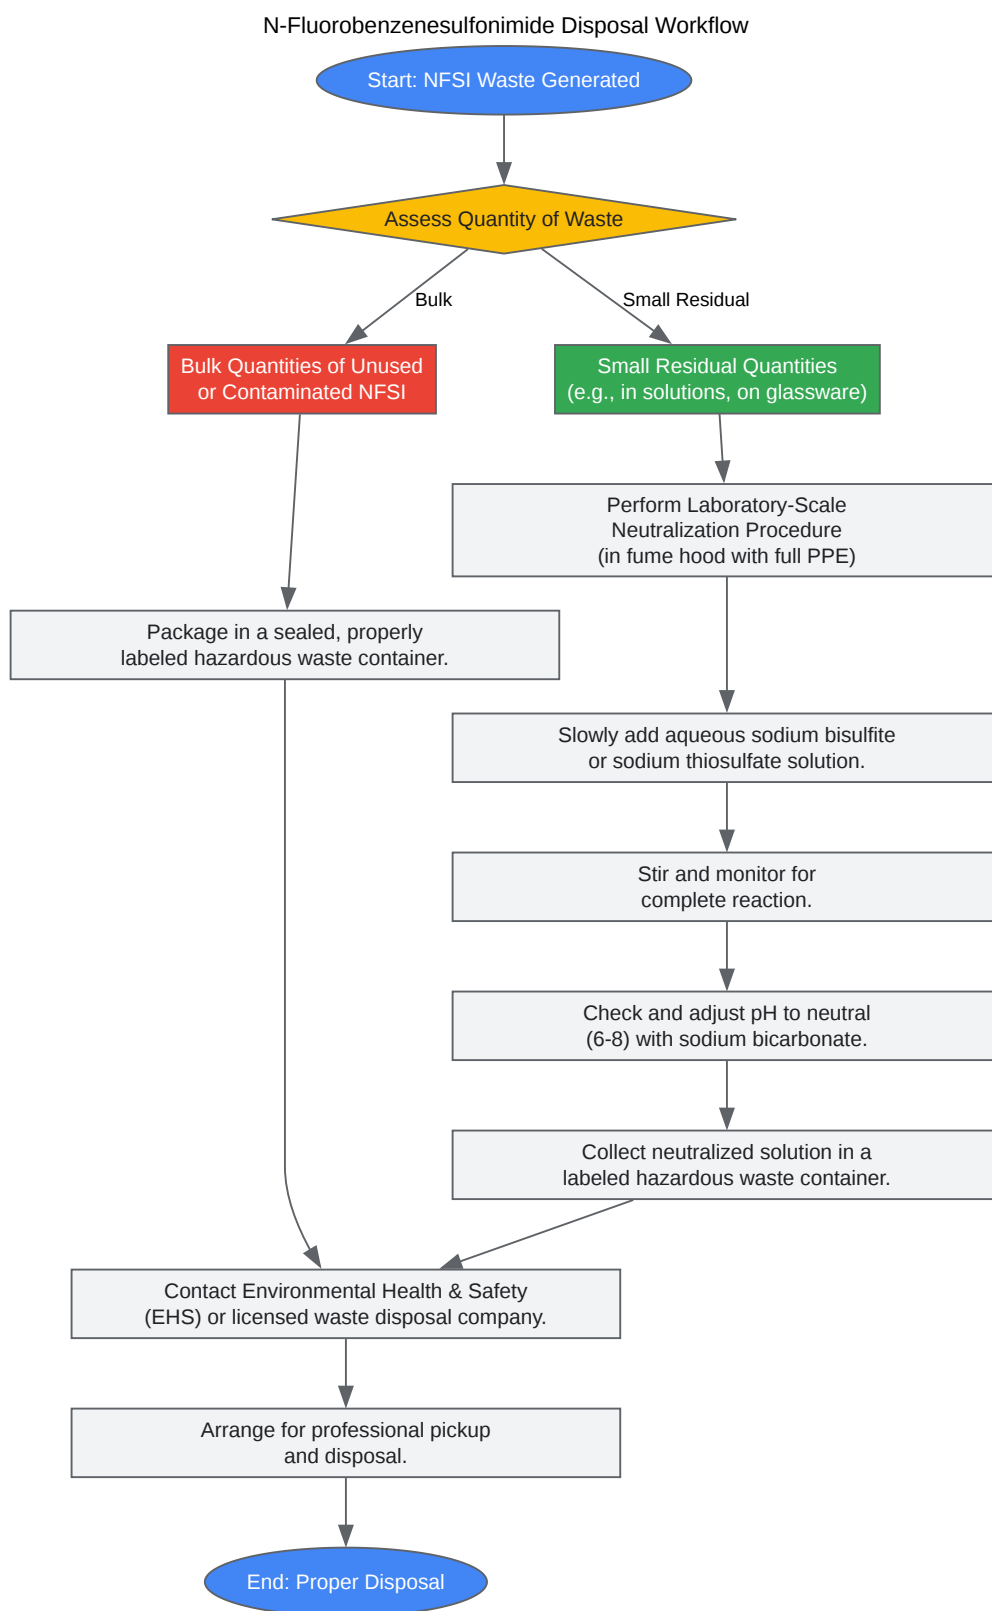 N-Fluorobenzenesulfonimide Disposal Workflow
Start: NFSI Waste Generated
Assess Quantity of Waste
Bulk
Small Residual
Bulk Quantities of Unused
or Contaminated NFSI
Small Residual Quantities
(e.g., in solutions, on glassware)
Perform Laboratory-Scale
Neutralization Procedure
(in fume hood with full PPE)
Package in a sealed, properly
labeled hazardous waste container.
Slowly add aqueous sodium bisulfite
or sodium thiosulfate solution.
Stir and monitor for
complete reaction.
Check and adjust pH to neutral
(6-8) with sodium bicarbonate.
Collect neutralized solution in a
labeled hazardous waste container.
Contact Environmental Health & Safety
(EHS) or licensed waste disposal company.
Arrange for professional pickup
and disposal.
End: Proper Disposal